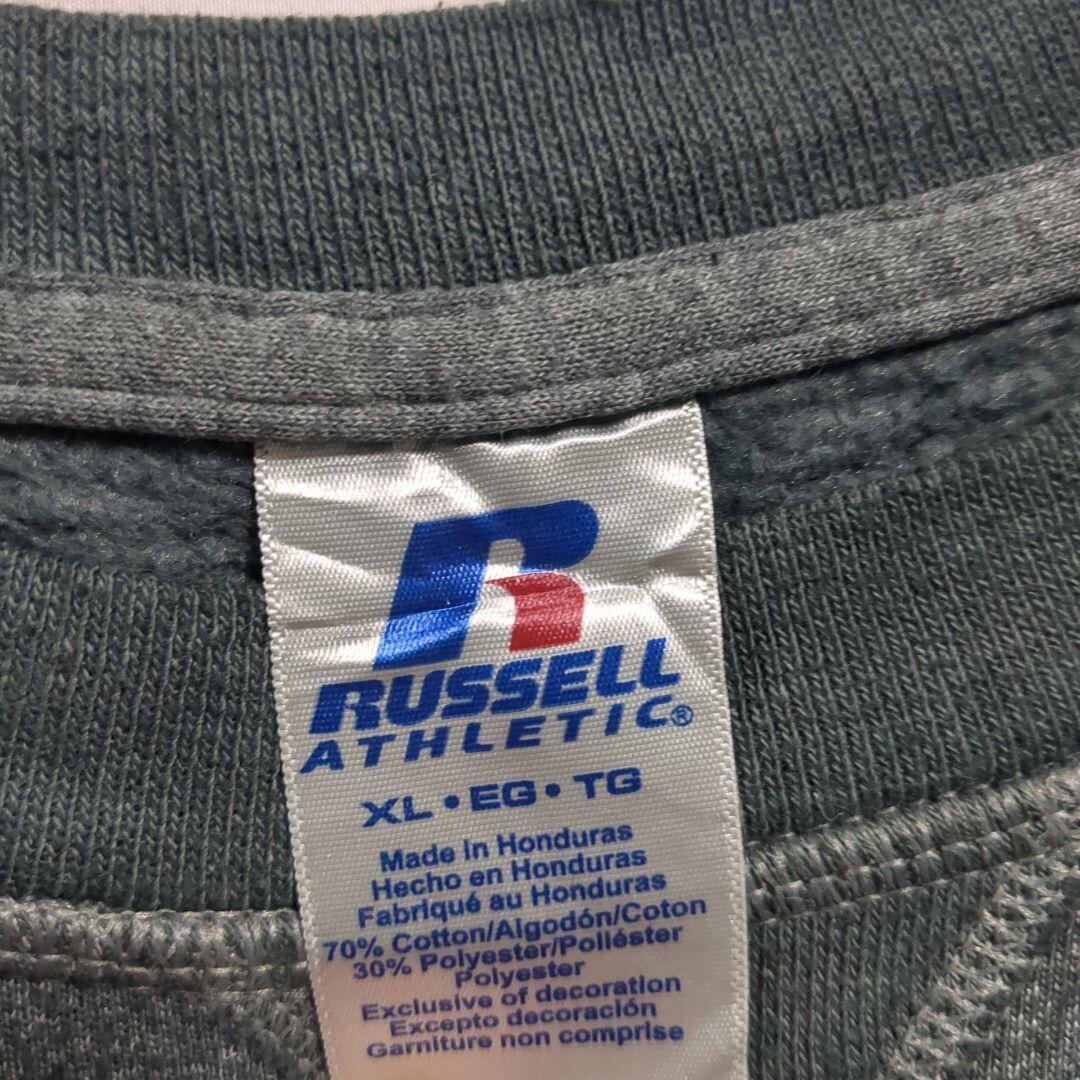 RUSSELL
ATHLETIC®
XL • EG • TG
Made in Honduras
Hecho en Honduras
Fabriqué au Honduras
70% Cotton/Algodón/Coton
30% Polyester/Poliéster
Polyester
Exclusive of decoration
Excepto decoración
Garniture non comprise